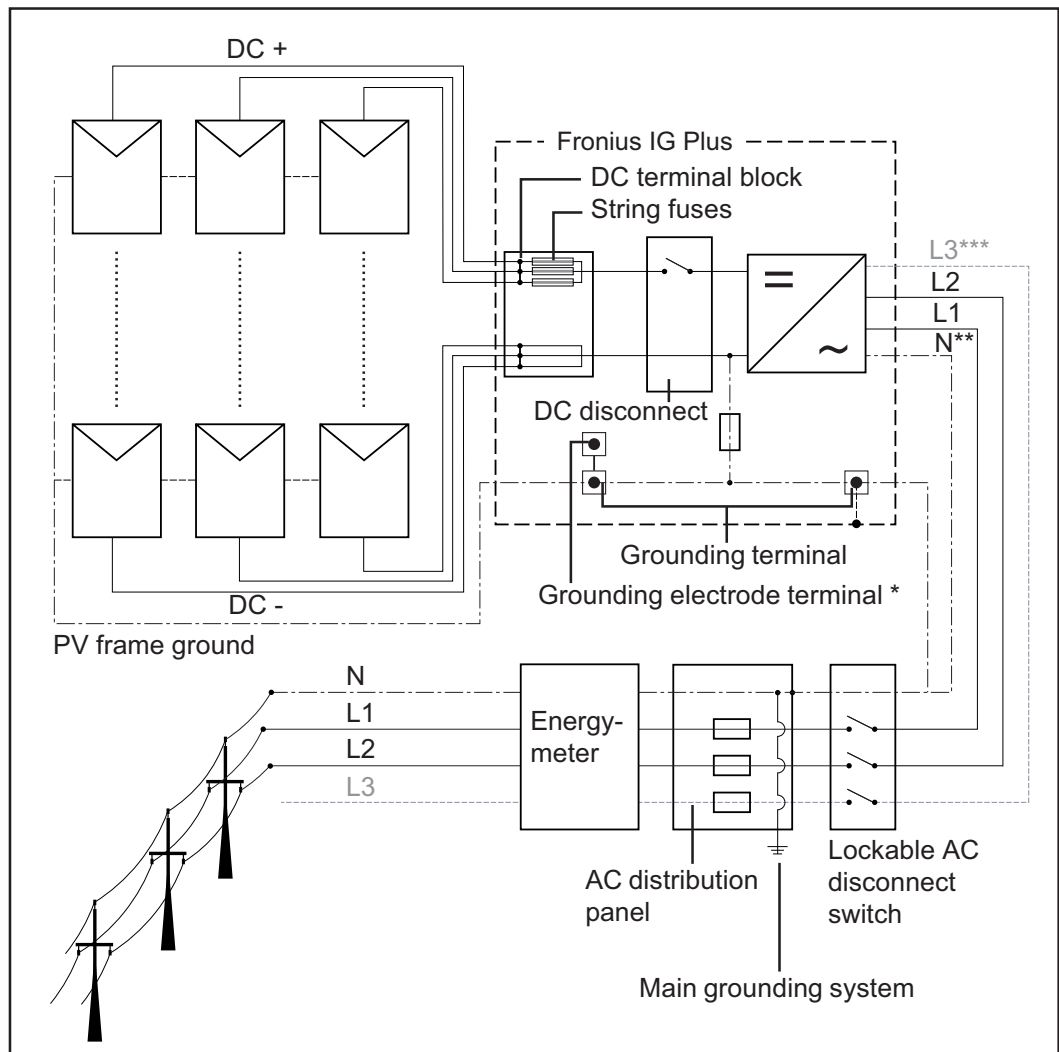 DC +
Fronius IG Plus
DC terminal block
String fuses
L3***
L2
L1
N**
=
~
DC disconnect
Grounding terminal
Grounding electrode terminal *
DC -
PV frame ground
N
L1
L2
L3
Energy-
meter
AC distribution
panel
Lockable AC
disconnect
switch
Main grounding system